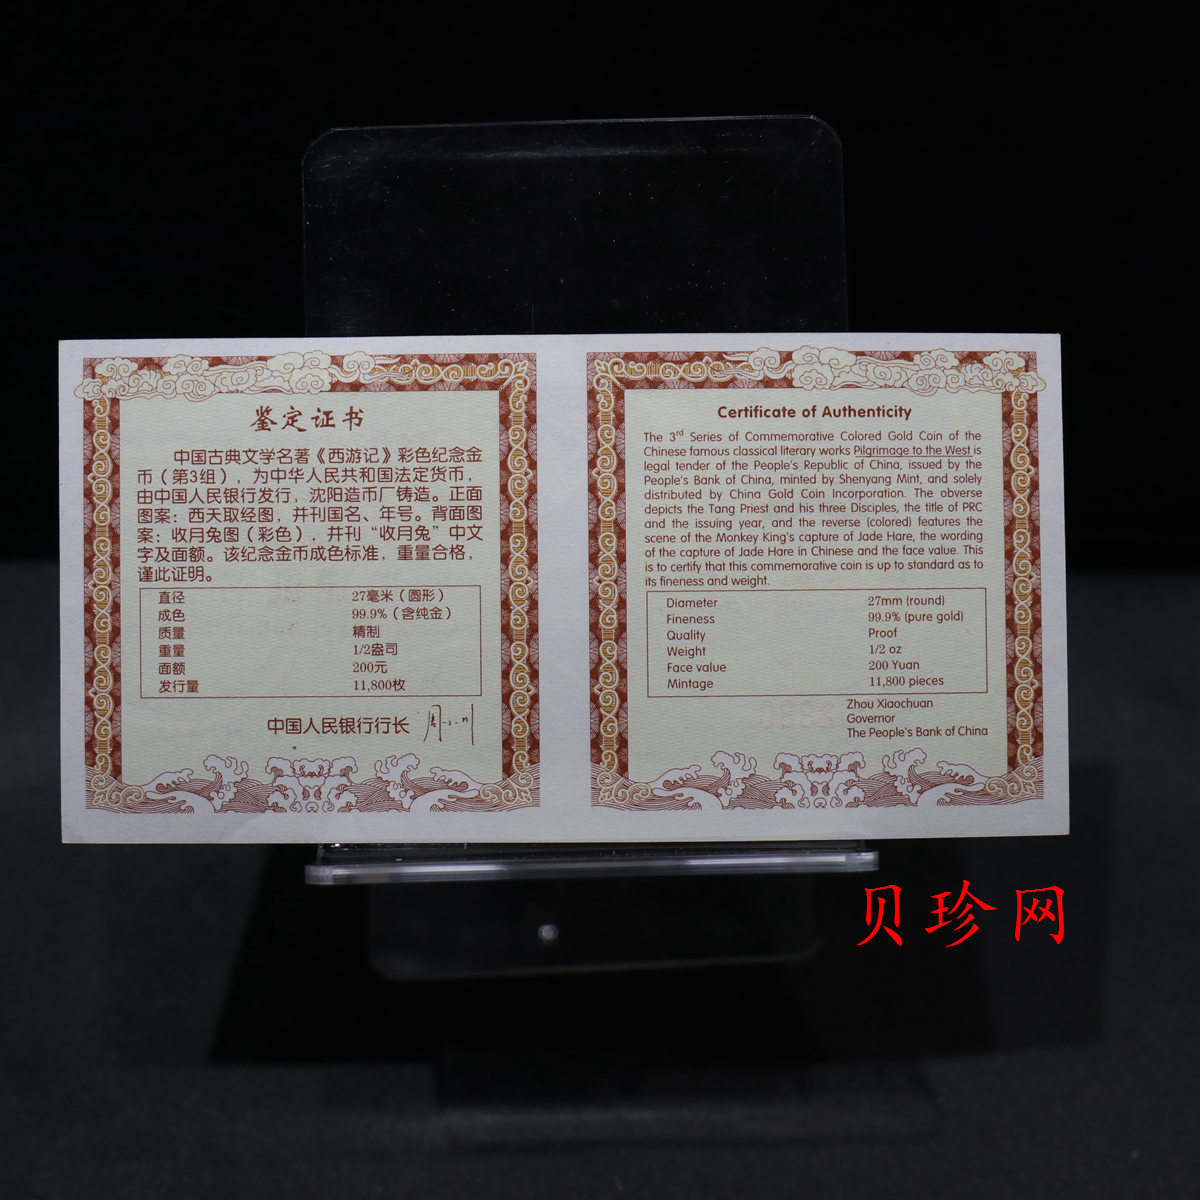 鉴定证书
中国古典文学名著《西游记》彩色纪念金
币（第3组），为中华人民共和国法定货币，
由中国人民银行发行，沈阳造币厂铸造。正面
图案：西天取经图，并刊国名、年号。背面图
案：收月兔图（彩色），并刊“收月兔”中文
字及面额。该纪念金币成色标准，重量合格，
谨此证明。
直径 27毫米（圆形）
成色 99.9%（含纯金）
质量 精制
重量 1/2盎司
面额 200元
发行量 11,800枚
中国人民银行行长 周小川
Certificate of Authenticity
The 3rd Series of Commemorative Colored Gold Coin of the
Chinese famous classical literary works Pilgrimage to the West is
legal tender of the People's Republic of China, issued by the
People's Bank of China, minted by Shenyang Mint, and solely
distributed by China Gold Coin Incorporation. The obverse
depicts the Tang Priest and his three Disciples, the title of PRC
and the issuing year, and the reverse (colored) features the
scene of the Monkey King's capture of Jade Hare, the wording
of the capture of Jade Hare in Chinese and the face value. This
is to certify that this commemorative coin is up to standard as to
its fineness and weight.
Diameter 27mm (round)
Fineness 99.9% (pure gold)
Quality Proof
Weight 1/2 oz
Face value 200 Yuan
Mintage 11,800 pieces
Zhou Xiaochuan
Governor
The People's Bank of China
贝珍网